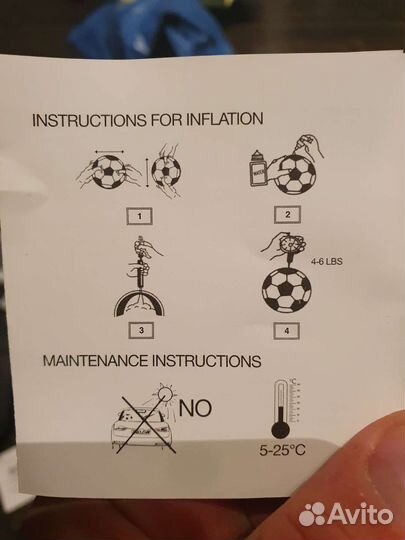 INSTRUCTIONS FOR INFLATION
WATER
1
2
4-6 LBS
3
4
MAINTENANCE INSTRUCTIONS
NO
°C
5-25°C
Avito